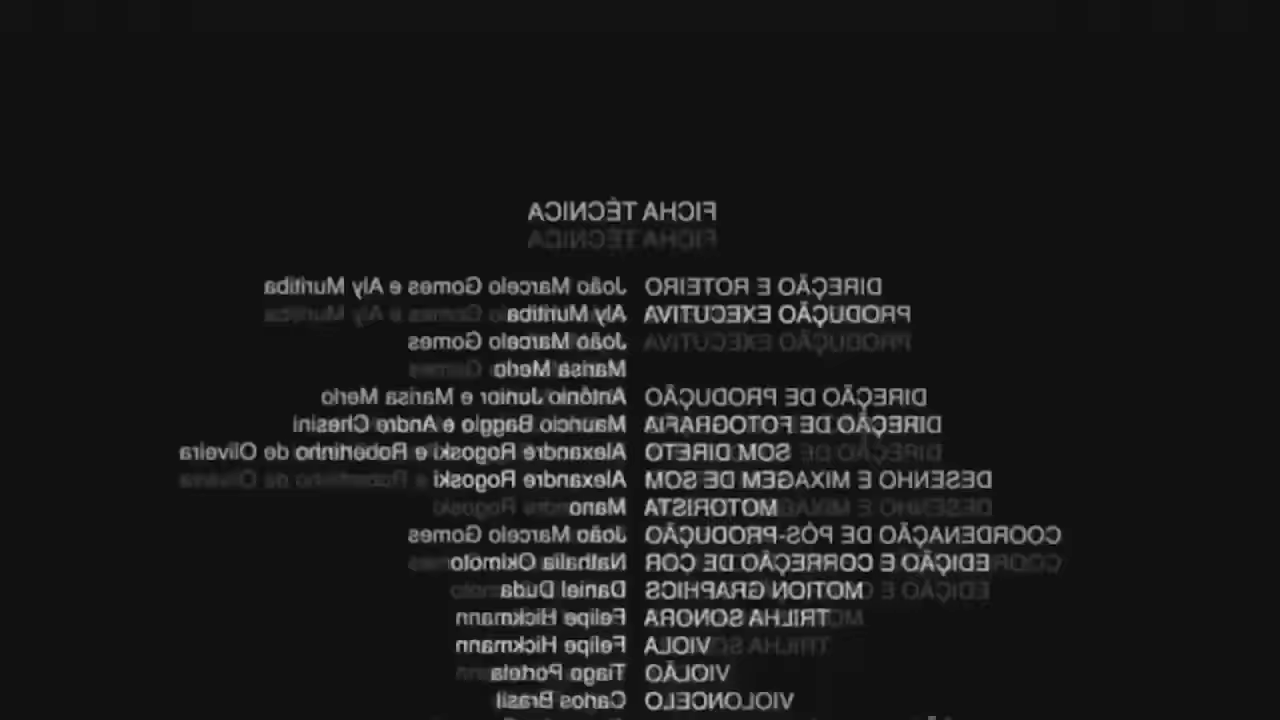 FICHA TÉCNICA
DIREÇÃO E ROTEIRO João Marcelo Gomes e Aly Muritiba
PRODUÇÃO EXECUTIVA Aly Muritiba
João Marcelo Gomes
Marisa Merlo
DIREÇÃO DE PRODUÇÃO Antônio Junior e Marisa Merlo
DIREÇÃO DE FOTOGRAFIA Mauricio Baggio e Andre Chesini
SOM DIRETO Alexandre Rogoski e Robertinho de Oliveira
DESENHO E MIXAGEM DE SOM Alexandre Rogoski
MOTORISTA Mano
COORDENAÇÃO DE PÓS-PRODUÇÃO João Marcelo Gomes
EDIÇÃO E CORREÇÃO DE COR Nathalia Okimoto
MOTION GRAPHICS Daniel Duda
TRILHA SONORA Felipe Hickmann
VIOLA Felipe Hickmann
VIOLÃO Tiago Portela
VIOLONCELO Carlos Brasil